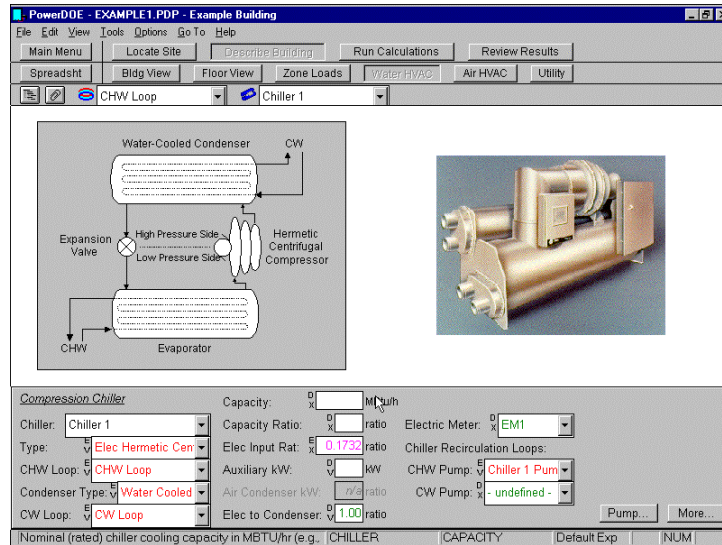 PowerDOE - EXAMPLE1.PDP - Example Building
File Edit View Tools Options Go To Help
Main Menu Locate Site Describe Building Run Calculations Review Results
Spreadsht Bldg View Floor View Zone Loads Water HVAC Air HVAC Utility
CHW Loop Chiller 1
Water-Cooled Condenser CW
High Pressure Side
Expansion Valve
Low Pressure Side
Hermetic Centrifugal Compressor
CHW Evaporator
Compression Chiller Capacity: D X
Chiller: Chiller 1 Capacity Ratio: D X ratio Electric Meter: D X EM1
Type: E V Elec Hermetic Cen Elec Input Rat: E X 0.1732 ratio Chiller Recirculation Loops:
CHW Loop: E V CHW Loop Auxiliary kW: D V kW CHW Pump: E V Chiller 1 Pum
Condenser Type: E V Water Cooled Air Condenser kW: n/a ratio CW Pump: D X - undefined -
CW Loop: E V CW Loop Elec to Condenser: D V 1.00 ratio Pump... More...
Nominal (rated) chiller cooling capacity in MBTU/hr (e.g., CHILLER CAPACITY Default Exp NUM